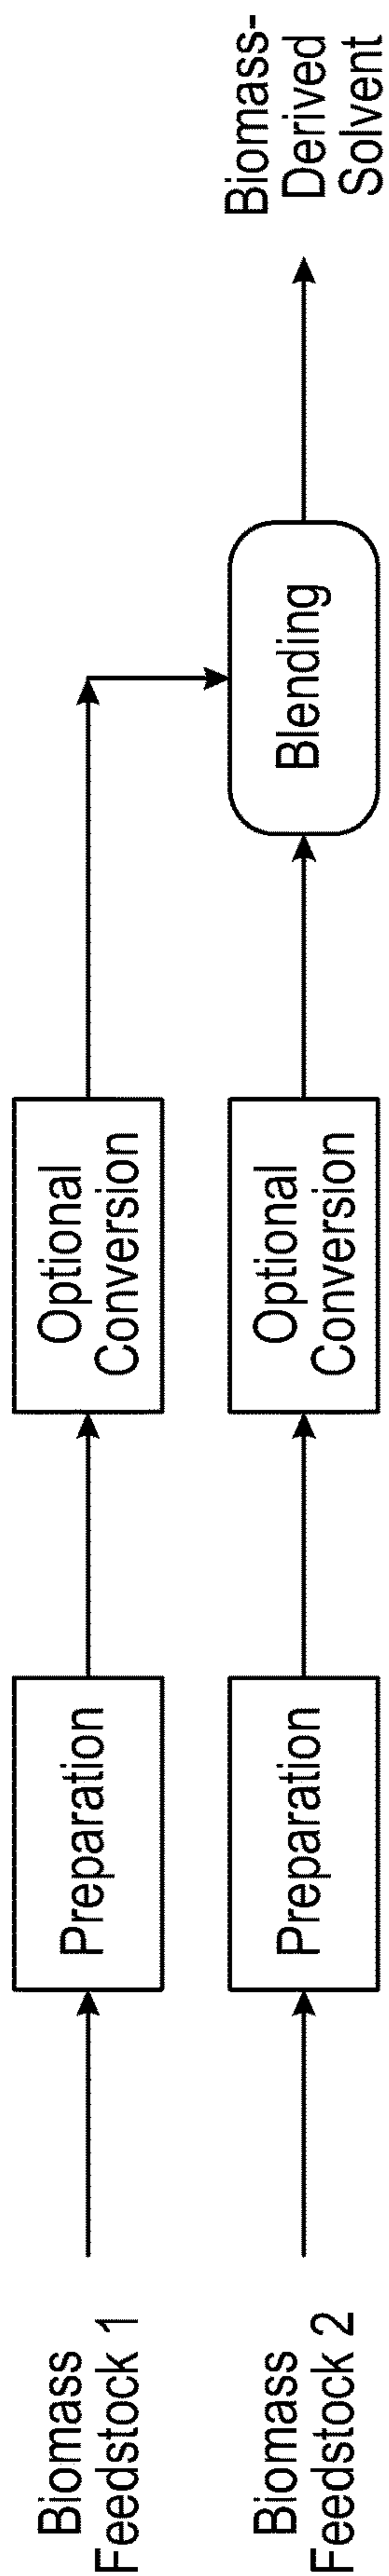 Biomass
Feedstock 1
Preparation
Optional
Conversion
Biomass
Feedstock 2
Preparation
Optional
Conversion
Blending
Biomass-
Derived
Solvent